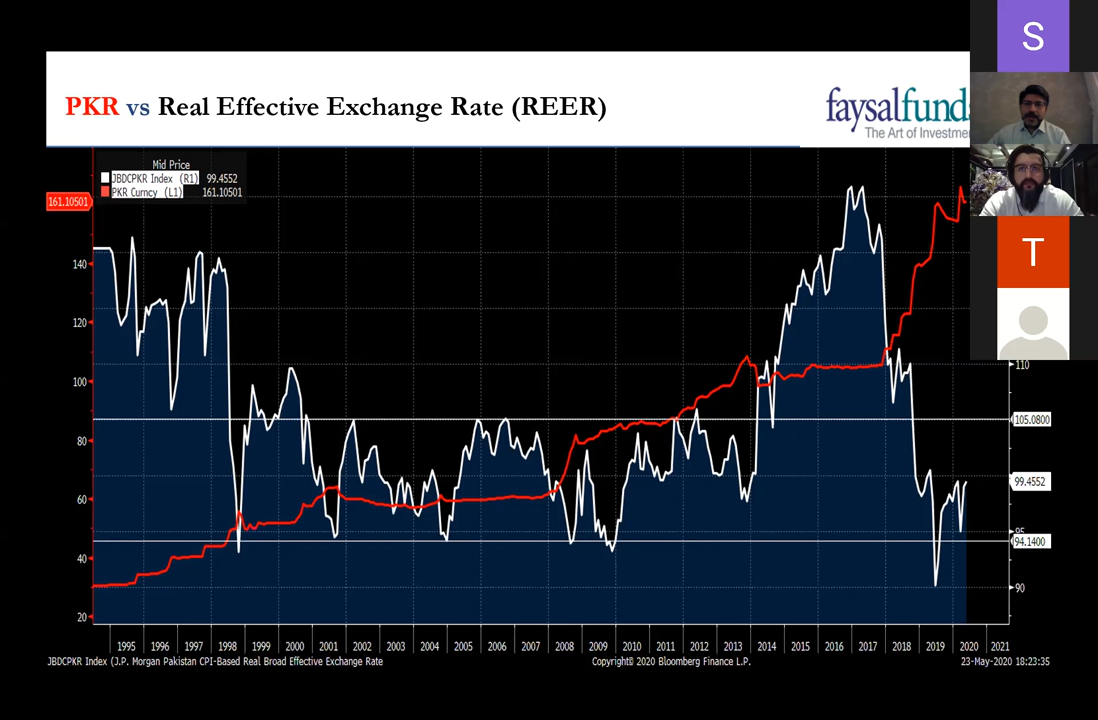 S
PKR vs Real Effective Exchange Rate (REER)
faysalfund
The Art of Investmen
Mid Price
JBDCPKR Index (R1) 99.4552
PKR Curncy (L1) 161.10501
161.10501
140
120
100
80
60
40
20
T
110
105.0800
99.4552
95
94.1400
90
1995 1996 1997 1998 1999 2000 2001 2002 2003 2004 2005 2006 2007 2008 2009 2010 2011 2012 2013 2014 2015 2016 2017 2018 2019 2020 2021
JBDCPKR Index (J.P. Morgan Pakistan CPI-Based Real Broad Effective Exchange Rate Copyright© 2020 Bloomberg Finance L.P. 23-May-2020 18:23:35